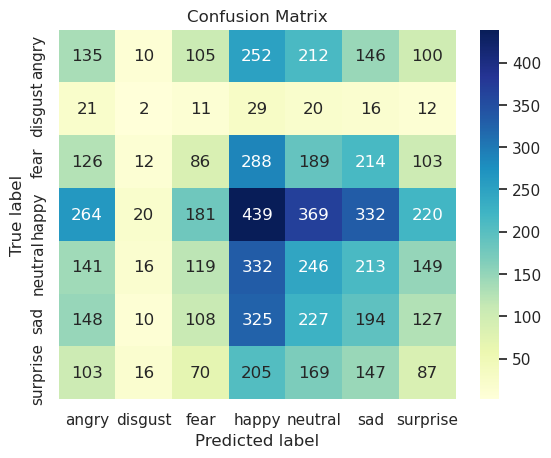 Confusion Matrix
True label
angry 135 10 105 252 212 146 100
disgust 21 2 11 29 20 16 12
fear 126 12 86 288 189 214 103
happy 264 20 181 439 369 332 220
neutral 141 16 119 332 246 213 149
sad 148 10 108 325 227 194 127
surprise 103 16 70 205 169 147 87
angry disgust fear happy neutral sad surprise
Predicted label
400
350
300
250
200
150
100
50